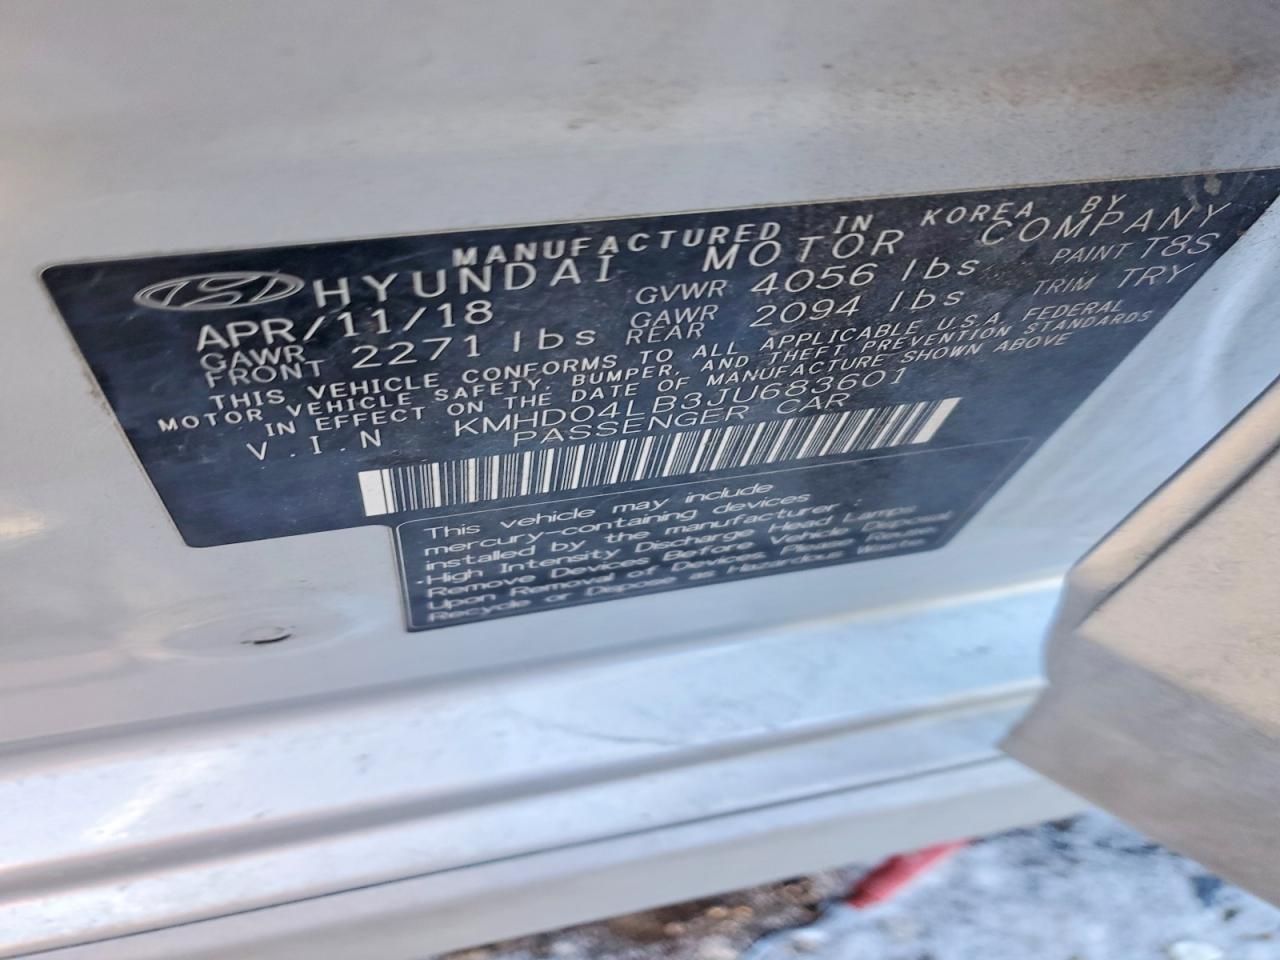 MANUFACTURED IN KOREA BY
HYUNDAI MOTOR COMPANY
APR/11/18 GVWR 4056 lbs PAINT T8S
GAWR FRONT 2271 lbs GAWR REAR 2094 lbs TRIM TRY
THIS VEHICLE CONFORMS TO ALL APPLICABLE U.S.A. FEDERAL
MOTOR VEHICLE SAFETY, BUMPER, AND THEFT PREVENTION STANDARDS
IN EFFECT ON THE DATE OF MANUFACTURE SHOWN ABOVE
V.I.N KMHD04LB3JU683601
PASSENGER CAR
This vehicle may include
mercury-containing devices
installed by the manufacturer :
·High Intensity Discharge Head Lamps
Remove Devices Before Vehicle Disposal
Upon Removal of Devices, Please Reuse,
Recycle or Dispose as Hazardous Waste.